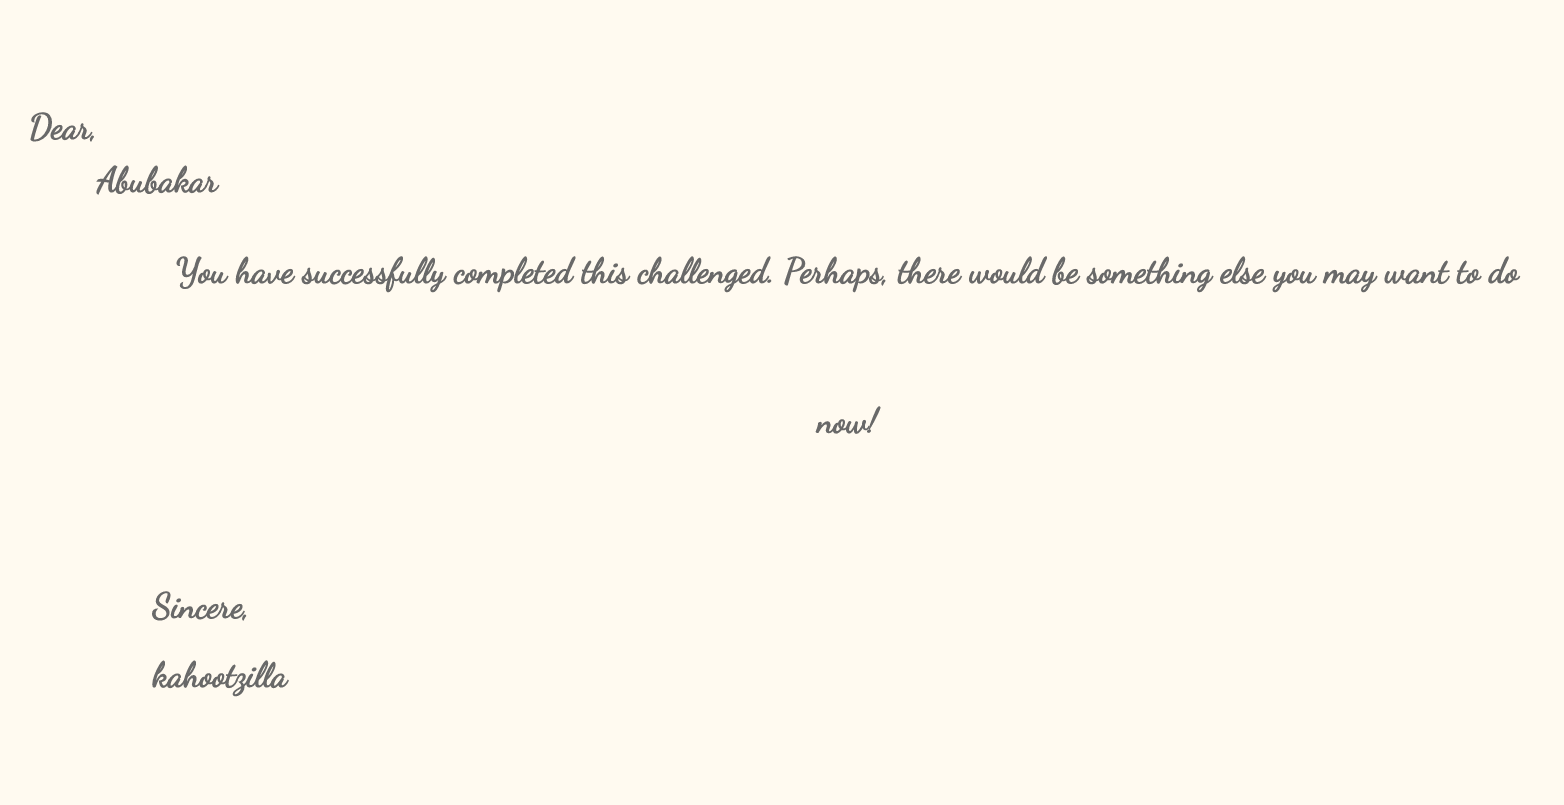 Dear,
Abubakar
You have successfully completed this challenged. Perhaps, there would be something else you may want to do
now!
Sincere,
kahootzilla